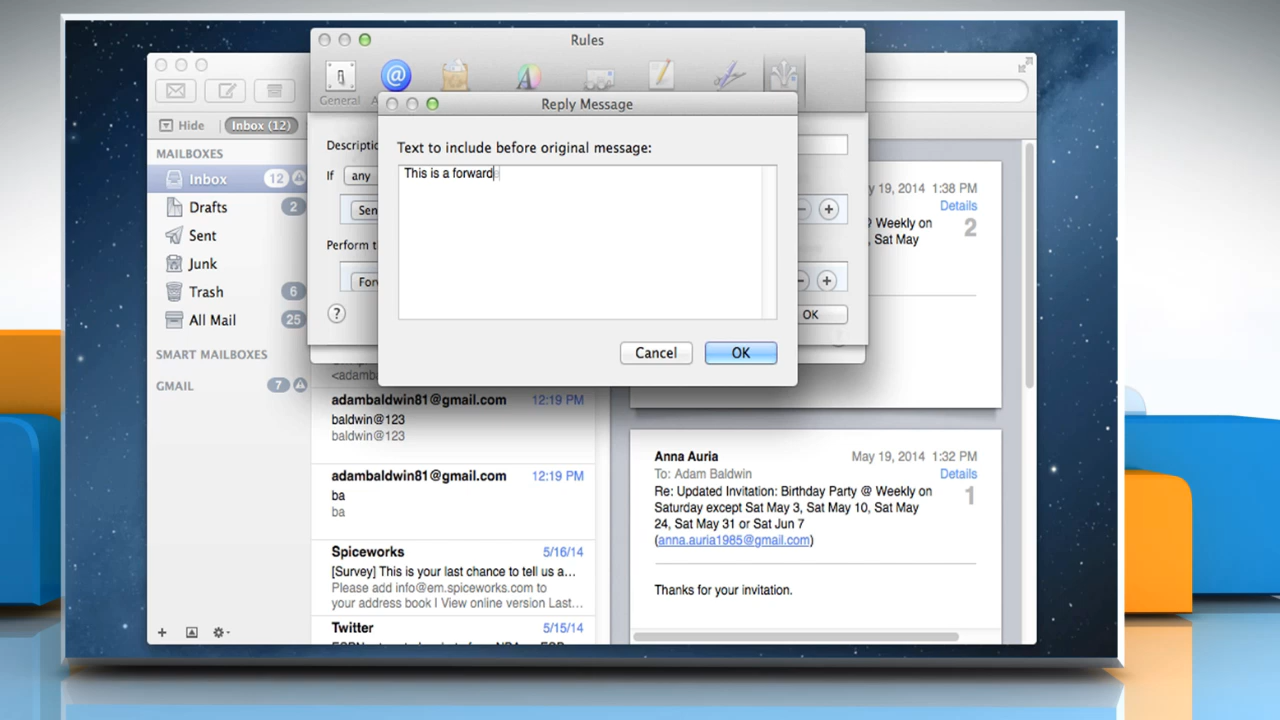 Rules
General
Reply Message
Hide
Inbox (12)
MAILBOXES
Inbox 12
Drafts 2
Sent
Junk
Trash 6
All Mail 25
SMART MAILBOXES
GMAIL 7
If any
Perform
?
OK
Text to include before original message:
This is a forward
Cancel
OK
adambaldwin81@gmail.com 12:19 PM
baldwin@123
baldwin@123
adambaldwin81@gmail.com 12:19 PM
ba
ba
Spiceworks 5/16/14
[Survey] This is your last chance to tell us a...
Please add info@em.spiceworks.com to
your address book I View online version Last...
Twitter 5/15/14
19, 2014 1:38 PM
Details
Weekly on
, Sat May
2
Anna Auria May 19, 2014 1:32 PM
To: Adam Baldwin Details
Re: Updated Invitation: Birthday Party @ Weekly on
Saturday except Sat May 3, Sat May 10, Sat May
24, Sat May 31 or Sat Jun 7
(anna.auria1985@gmail.com)
1
Thanks for your invitation.